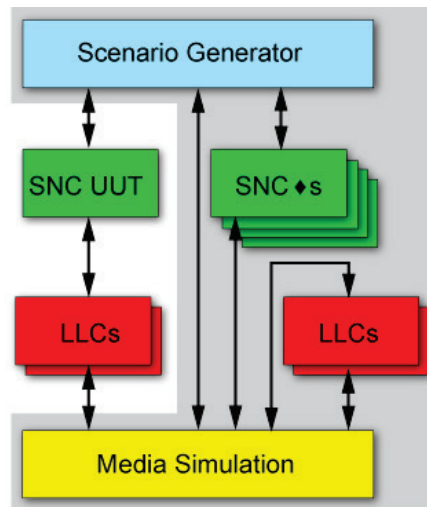 Scenario Generator
SNC UUT
SNC ♦s
LLCs
LLCs
Media Simulation